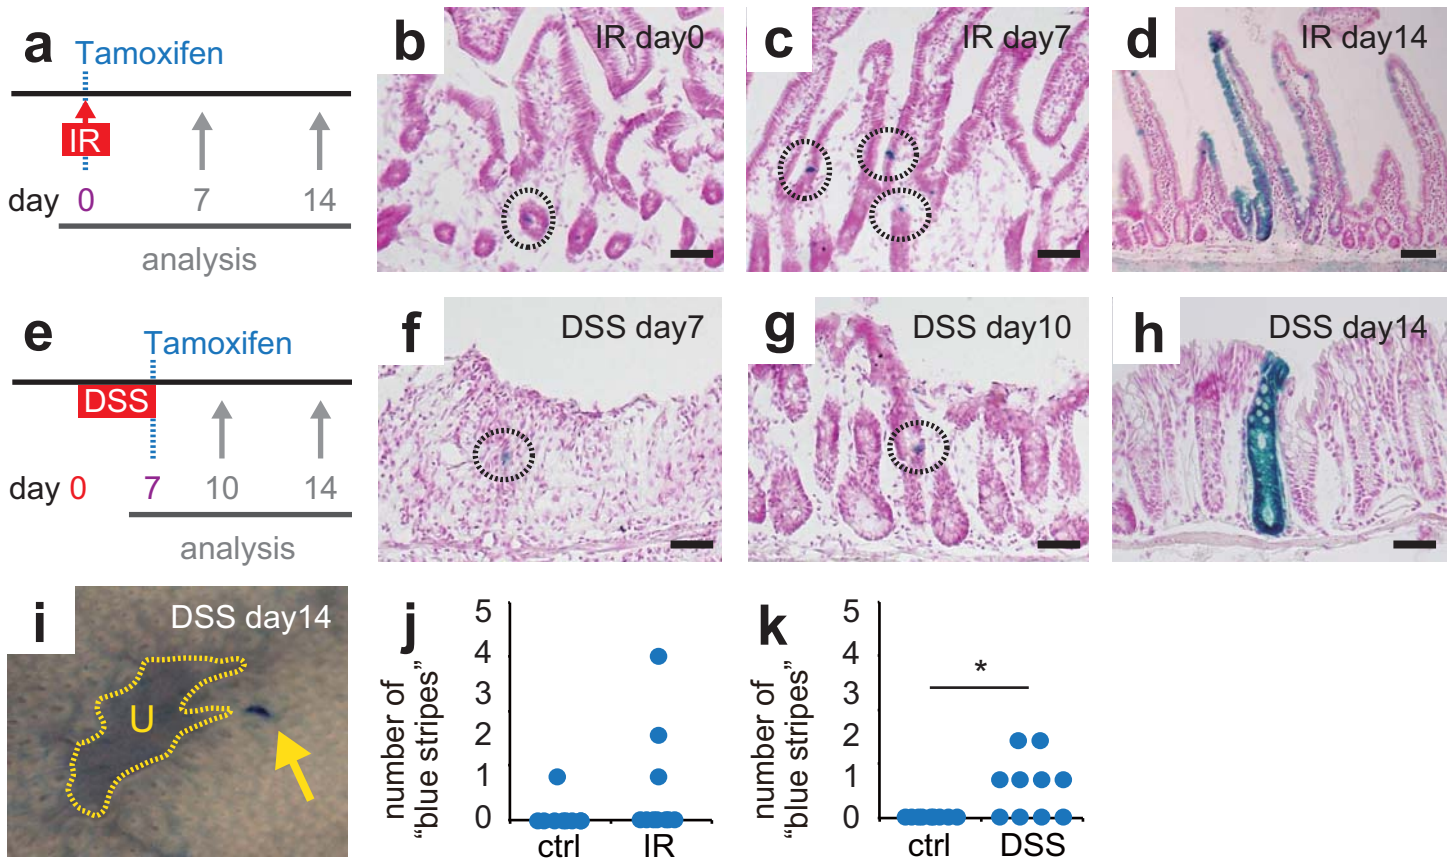 a
Tamoxifen
IR
day 0 7 14
analysis
b
IR day0
c
IR day7
d
IR day14
e
Tamoxifen
DSS
day 0 7 10 14
analysis
f
DSS day7
g
DSS day10
h
DSS day14
i
DSS day14
U
j
number of
“blue stripes”
5
4
3
2
1
0
ctrl IR
k
number of
“blue stripes”
5
4
3
2
1
0
*
ctrl DSS